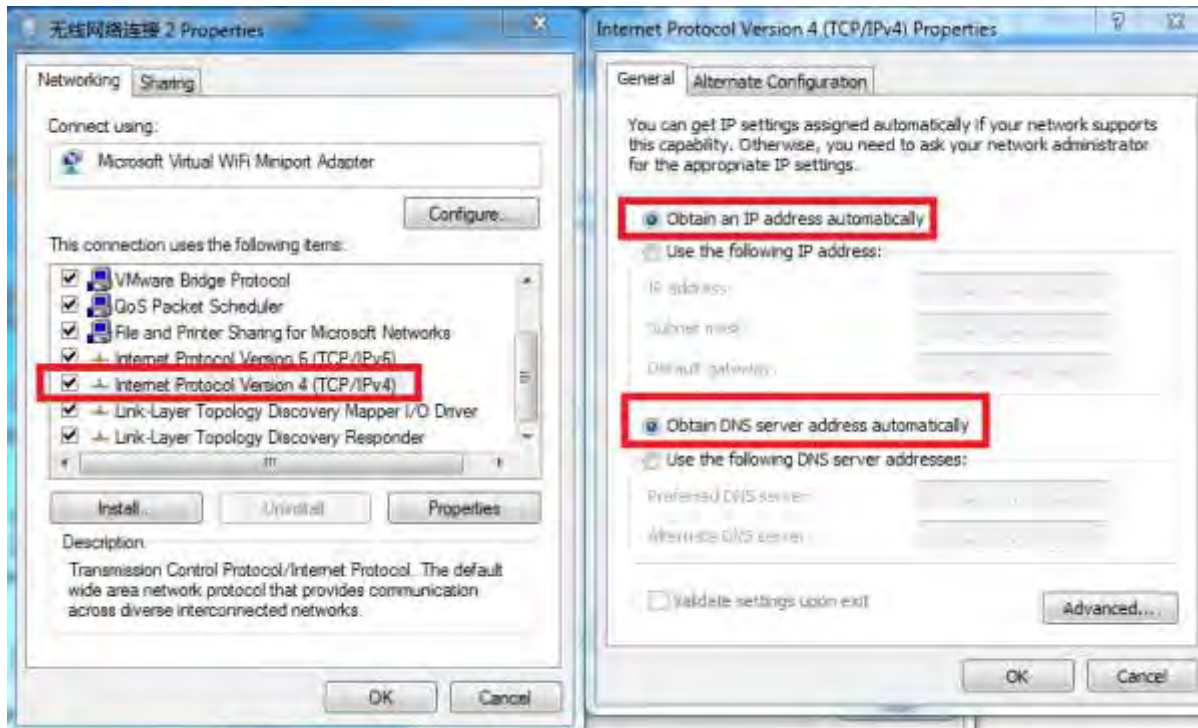 无线网络连接 2 Properties
Networking
Sharing
Connect using:
Microsoft Virtual WiFi Miniport Adapter
Configure...
This connection uses the following items:
VMware Bridge Protocol
QoS Packet Scheduler
File and Printer Sharing for Microsoft Networks
Internet Protocol Version 6 (TCP/IPv6)
Internet Protocol Version 4 (TCP/IPv4)
Link-Layer Topology Discovery Mapper I/O Driver
Link-Layer Topology Discovery Responder
Install...
Uninstall
Properties
Description
Transmission Control Protocol/Internet Protocol. The default
wide area network protocol that provides communication
across diverse interconnected networks.
OK
Cancel
Internet Protocol Version 4 (TCP/IPv4) Properties
General
Alternate Configuration
You can get IP settings assigned automatically if your network supports
this capability. Otherwise, you need to ask your network administrator
for the appropriate IP settings.
Obtain an IP address automatically
Use the following IP address:
IP address:
Subnet mask:
Default gateway:
Obtain DNS server address automatically
Use the following DNS server addresses:
Preferred DNS server:
Alternate DNS server:
Validate settings upon exit
Advanced...
OK
Cancel